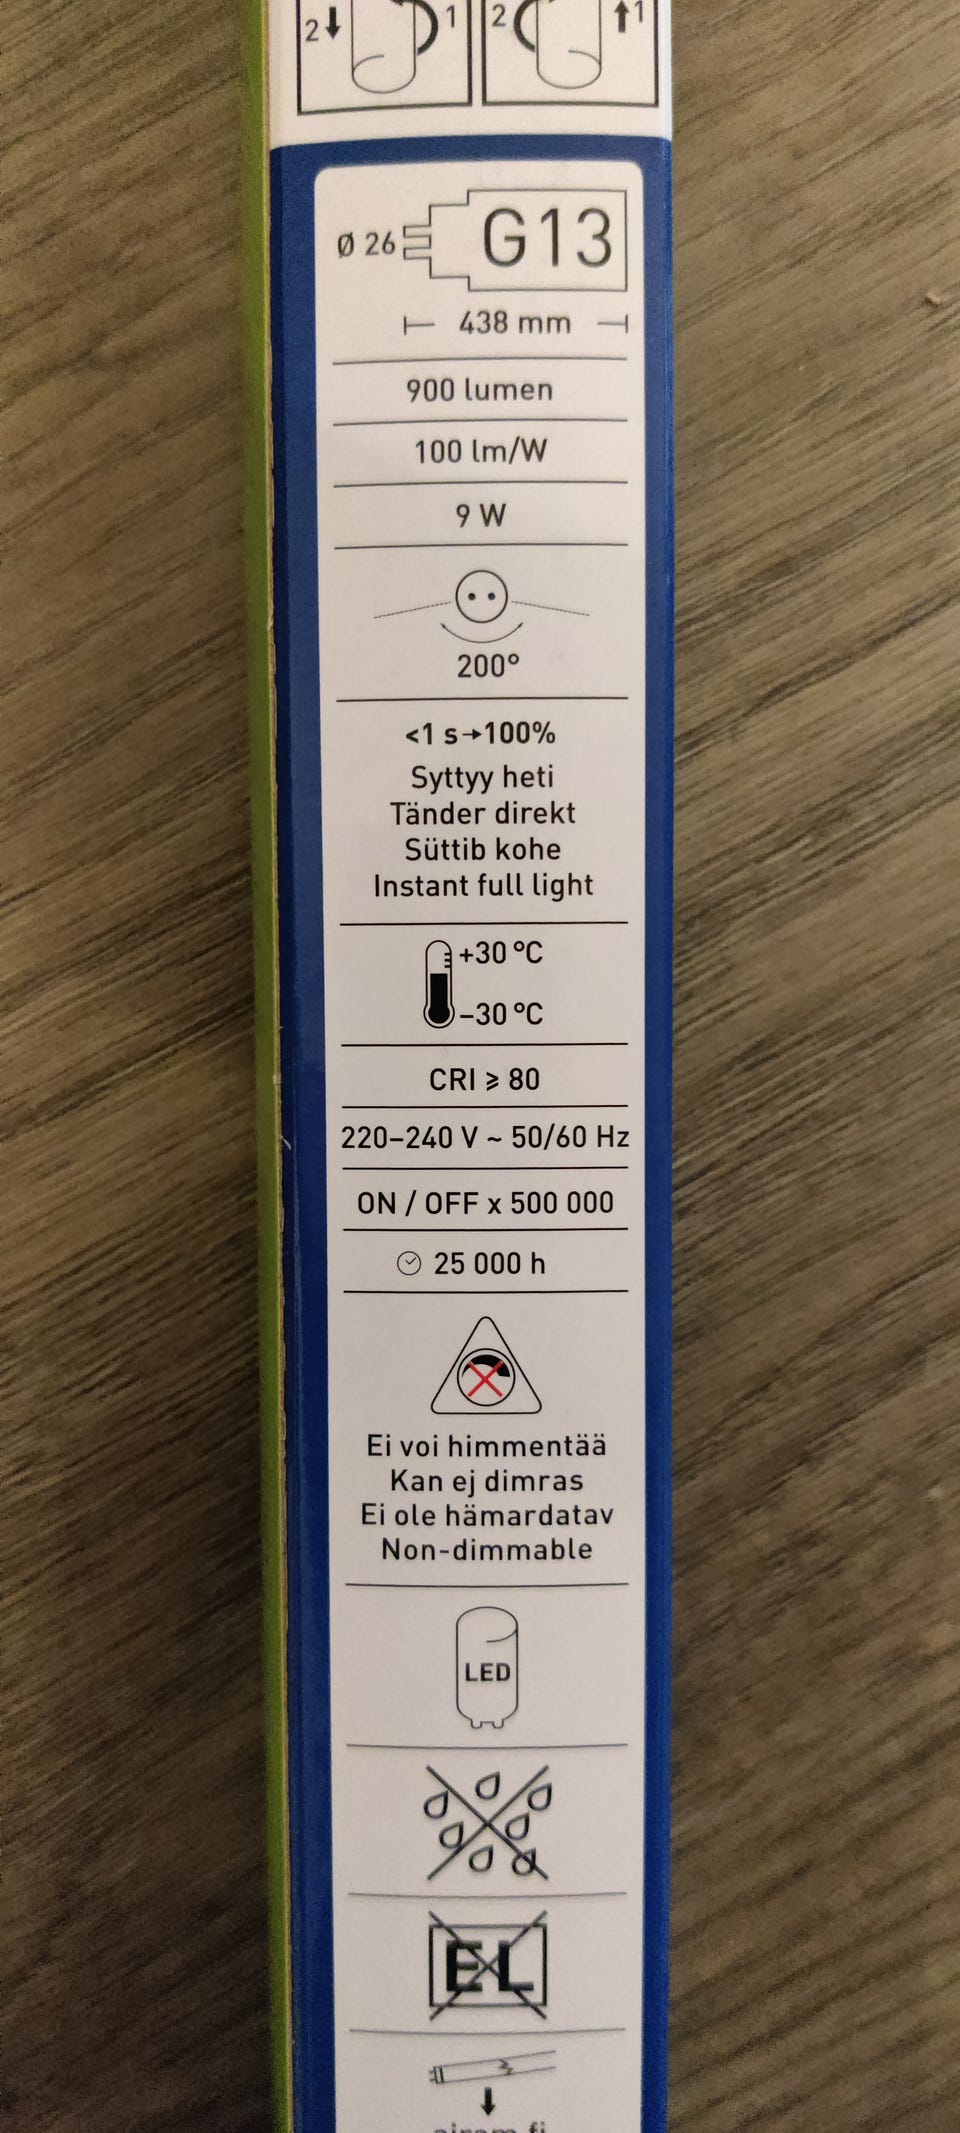 2 1 2 1
Ø 26 G13
438 mm
900 lumen
100 lm/W
9 W
200°
<1 s→100%
Syttyy heti
Tänder direkt
Süttib kohe
Instant full light
+30 °C
–30 °C
CRI ⩾ 80
220–240 V ~ 50/60 Hz
ON / OFF x 500 000
25 000 h
Ei voi himmentää
Kan ej dimras
Ei ole hämardatav
Non-dimmable
LED
EL
airam.fi